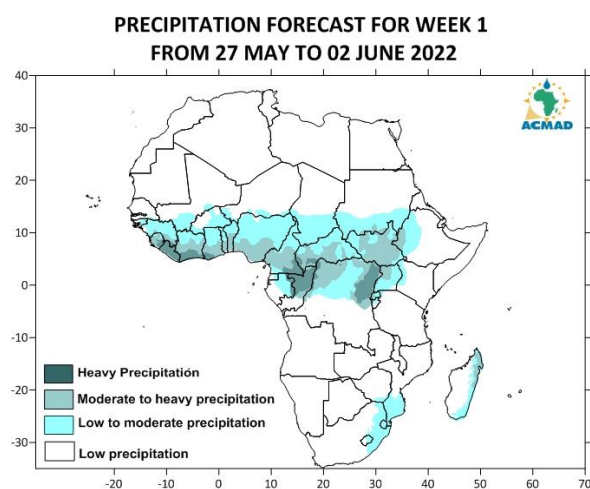 PRECIPITATION FORECAST FOR WEEK 1
FROM 27 MAY TO 02 JUNE 2022
ACMAD
40
30
20
10
0
-10
-20
-30
Heavy Precipitation
Moderate to heavy precipitation
Low to moderate precipitation
Low precipitation
-20 -10 0 10 20 30 40 50 60 70